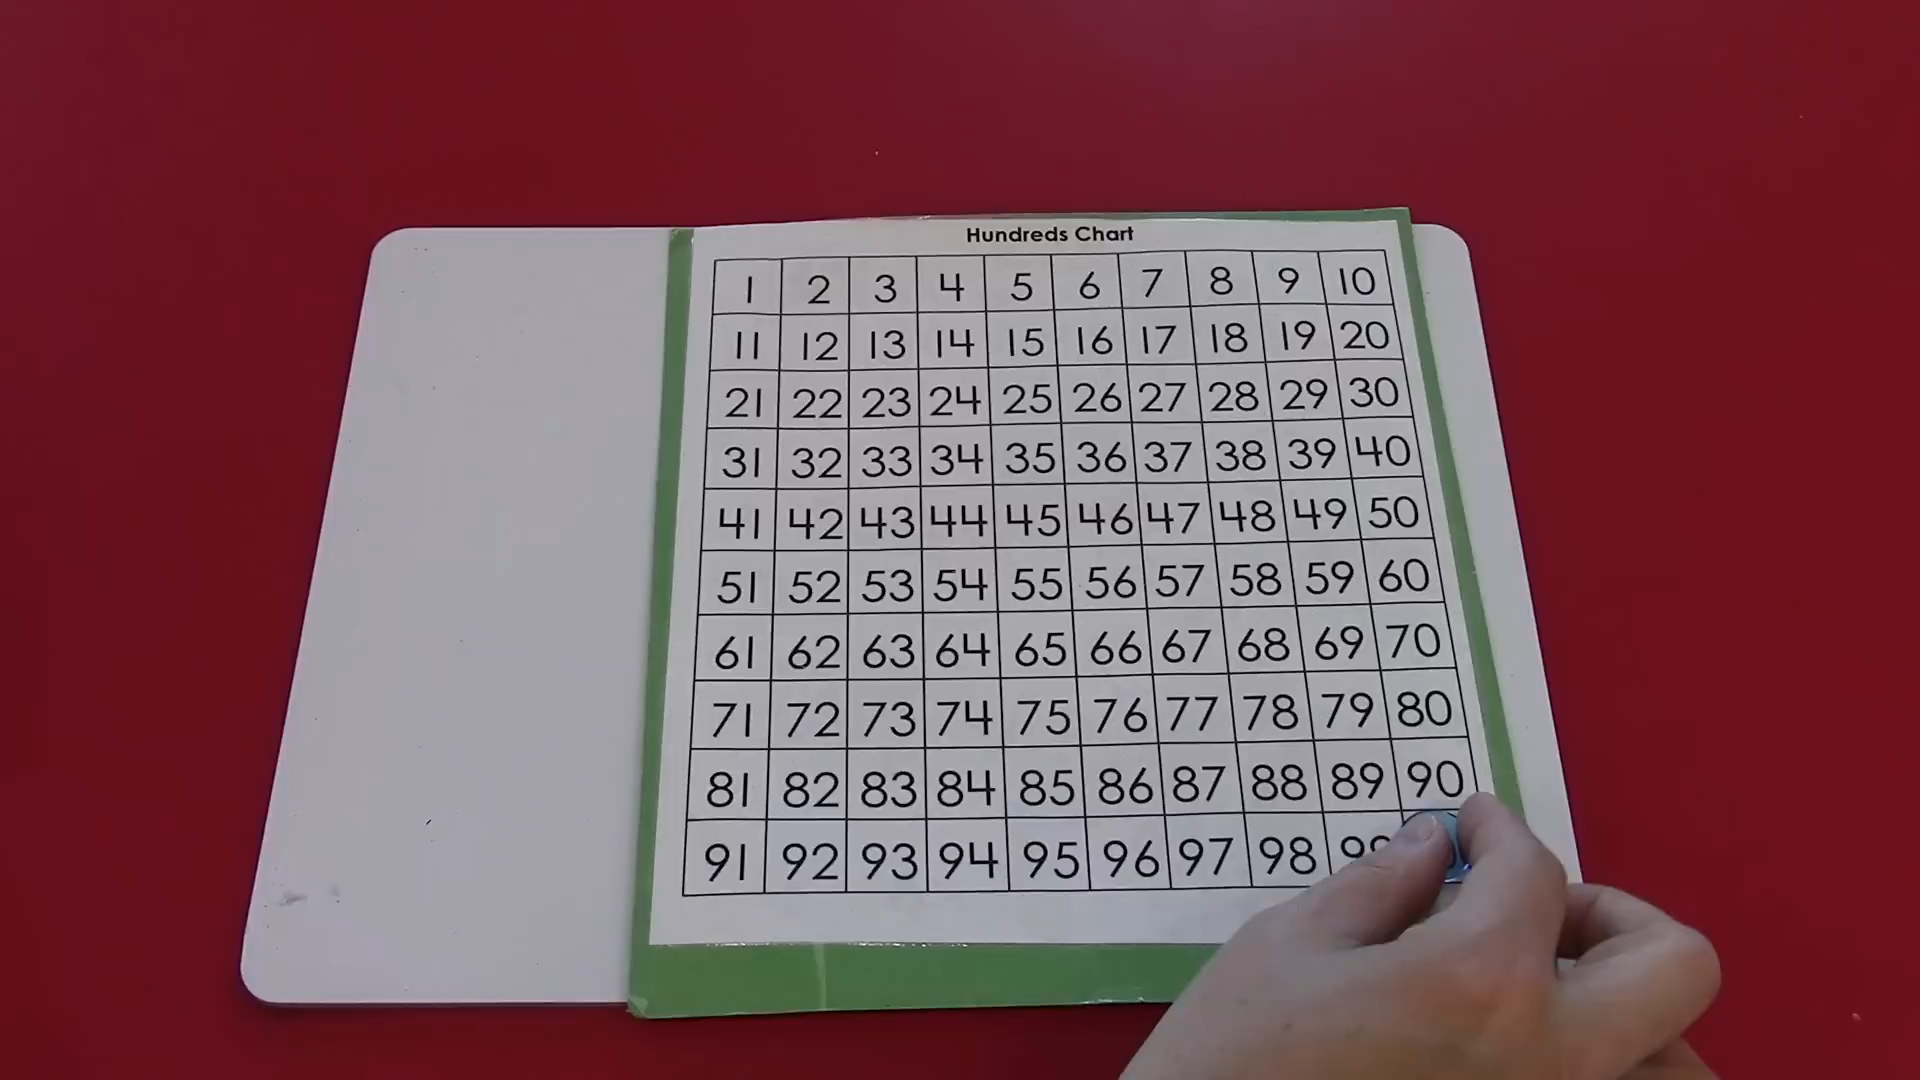 Hundreds Chart
1 2 3 4 5 6 7 8 9 10
11 12 13 14 15 16 17 18 19 20
21 22 23 24 25 26 27 28 29 30
31 32 33 34 35 36 37 38 39 40
41 42 43 44 45 46 47 48 49 50
51 52 53 54 55 56 57 58 59 60
61 62 63 64 65 66 67 68 69 70
71 72 73 74 75 76 77 78 79 80
81 82 83 84 85 86 87 88 89 90
91 92 93 94 95 96 97 98 99